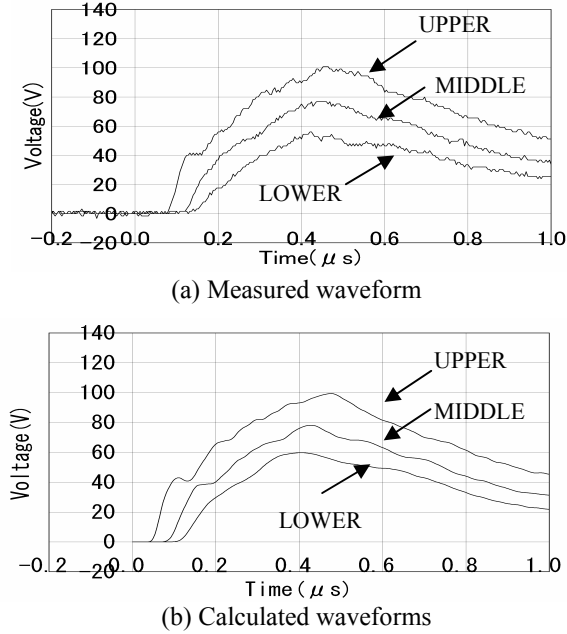 140
120
100
80
60
40
20
0
-20
Voltage(V)
UPPER
MIDDLE
LOWER
-0.2 0.0 0.2 0.4 0.6 0.8 1.0
Time(μs)
(a) Measured waveform
140
120
100
80
60
40
20
0
-20
Voltage(V)
UPPER
MIDDLE
LOWER
-0.2 0.0 0.2 0.4 0.6 0.8 1.0
Time(μs)
(b) Calculated waveforms